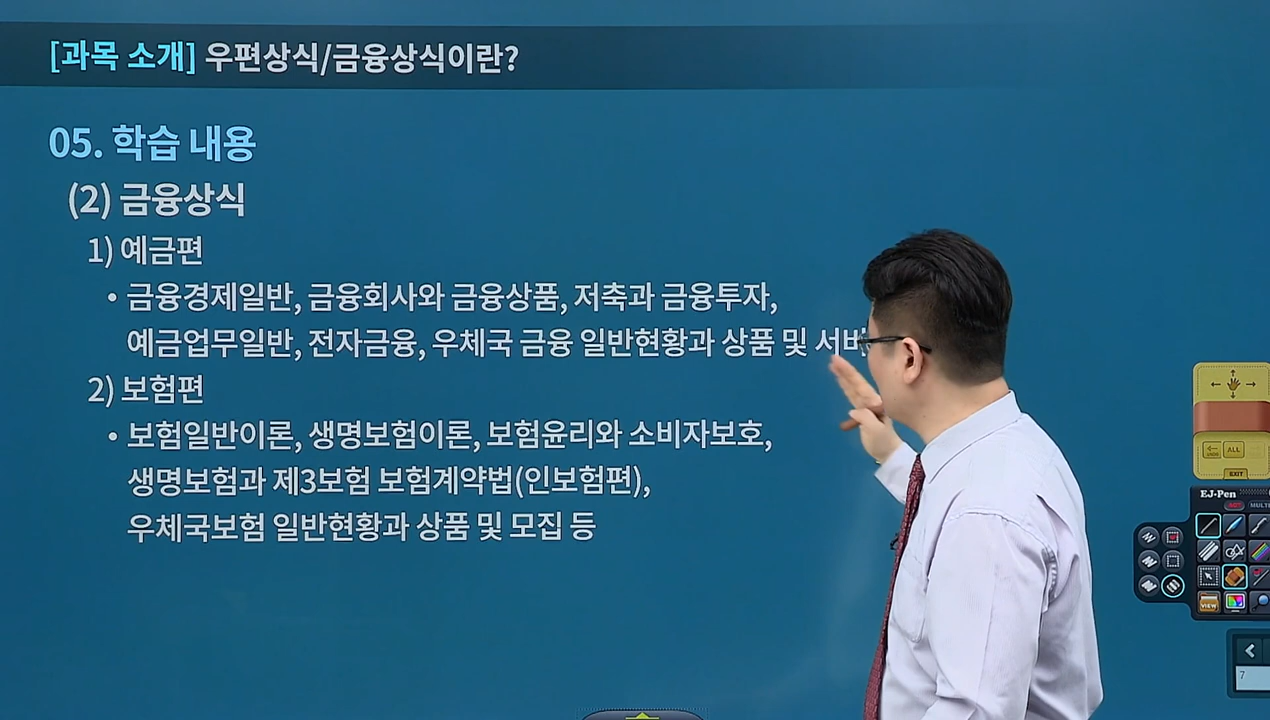 [과목 소개] 우편상식/금융상식이란?
05. 학습 내용
(2) 금융상식
1) 예금편
• 금융경제일반, 금융회사와 금융상품, 저축과 금융투자,
예금업무일반, 전자금융, 우체국 금융 일반현황과 상품 및
2) 보험편
• 보험일반이론, 생명보험이론, 보험윤리와 소비자보호,
생명보험과 제3보험 보험계약법(인보험편),
우체국보험 일반현황과 상품 및 모집 등
ALL
EXIT
EJ-Pen
VIEW
7